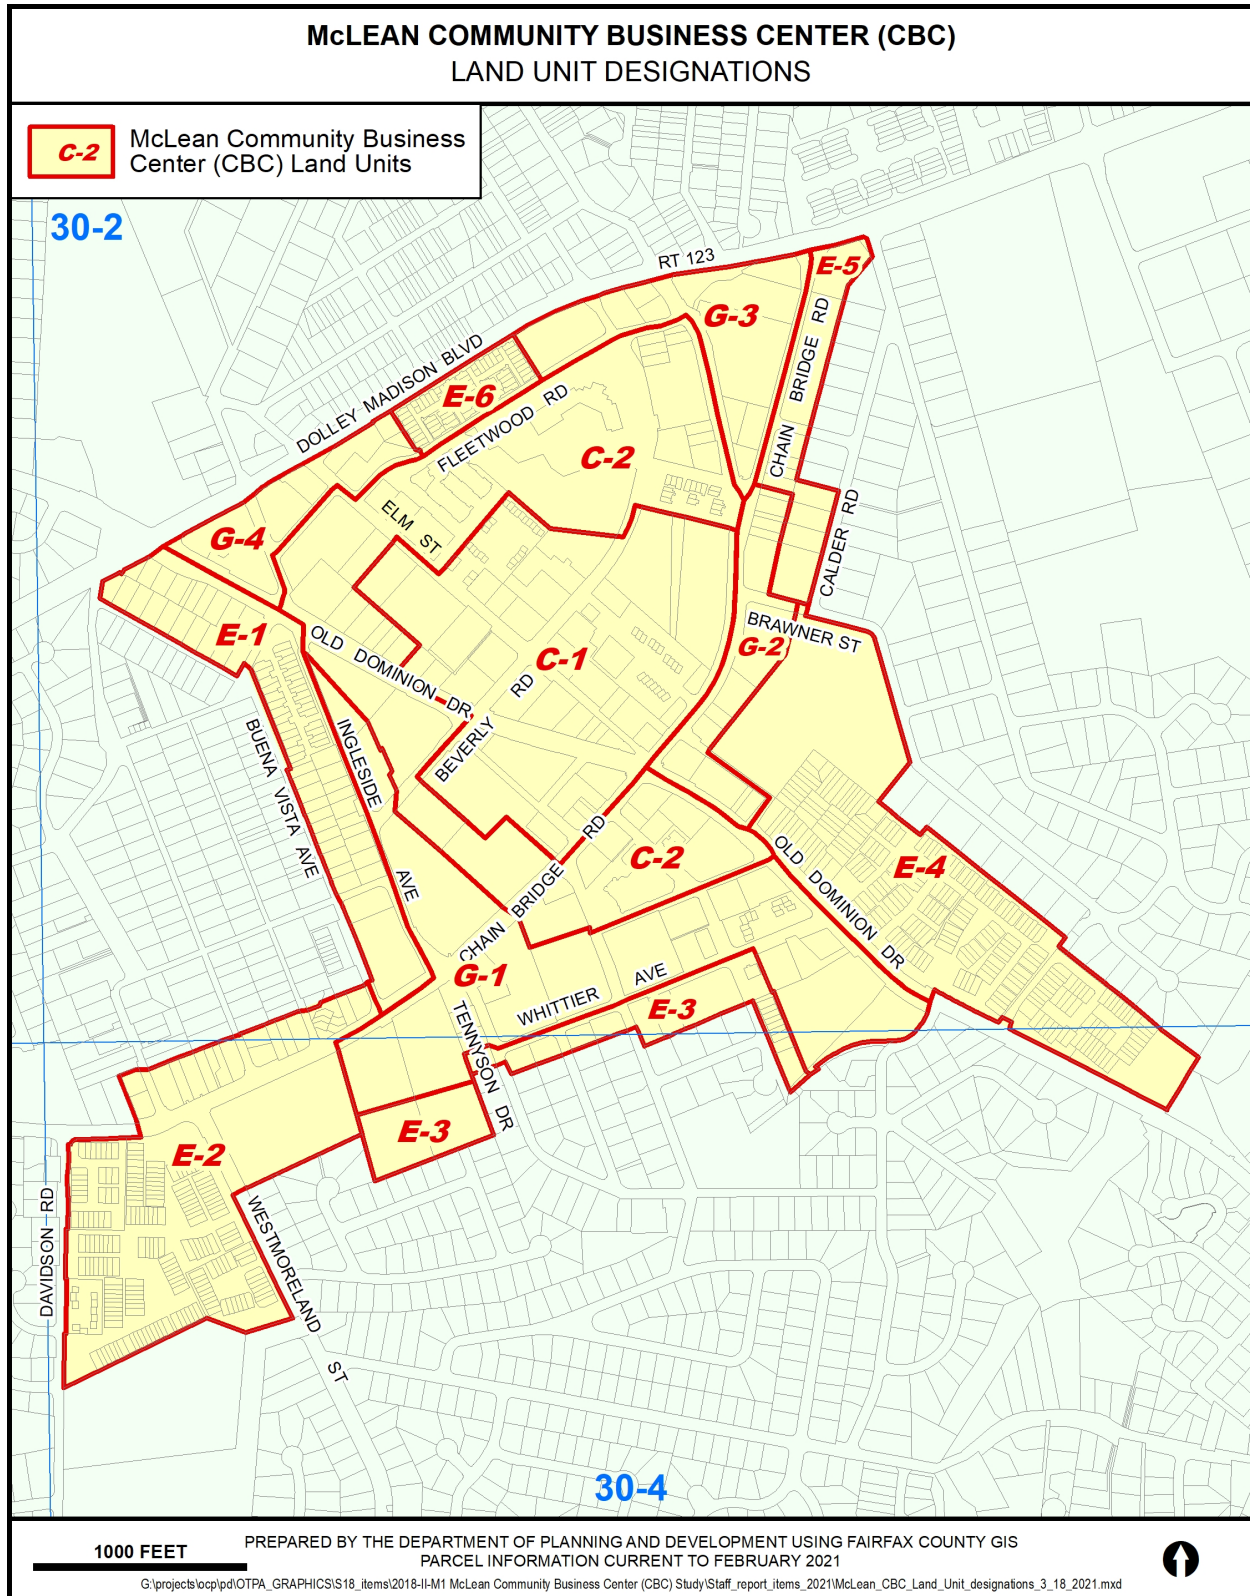 McLEAN COMMUNITY BUSINESS CENTER (CBC)
LAND UNIT DESIGNATIONS
C-2
McLean Community Business
Center (CBC) Land Units
30-2
RT 123
E-5
G-3
CHAIN BRIDGE RD
DOLLEY MADISON BLVD
E-6
FLEETWOOD RD
C-2
ELM ST
CALDER RD
G-4
BRAWNER ST
E-1
G-2
OLD DOMINION DR
C-1
BEVERLY RD
BUENA VISTA AVE
INGLESIDE AVE
CHAIN BRIDGE RD
C-2
OLD DOMINION DR
E-4
G-1
WHITTIER AVE
E-3
TENNYSON DR
E-3
E-2
DAVIDSON RD
WESTMORELAND ST
30-4
1000 FEET
PREPARED BY THE DEPARTMENT OF PLANNING AND DEVELOPMENT USING FAIRFAX COUNTY GIS
PARCEL INFORMATION CURRENT TO FEBRUARY 2021
G:\projects\ocp\pd\OTPA_GRAPHICS\S18_items\2018-II-M1 McLean Community Business Center (CBC) Study\Staff_report_items_2021\McLean_CBC_Land_Unit_designations_3_18_2021.mxd